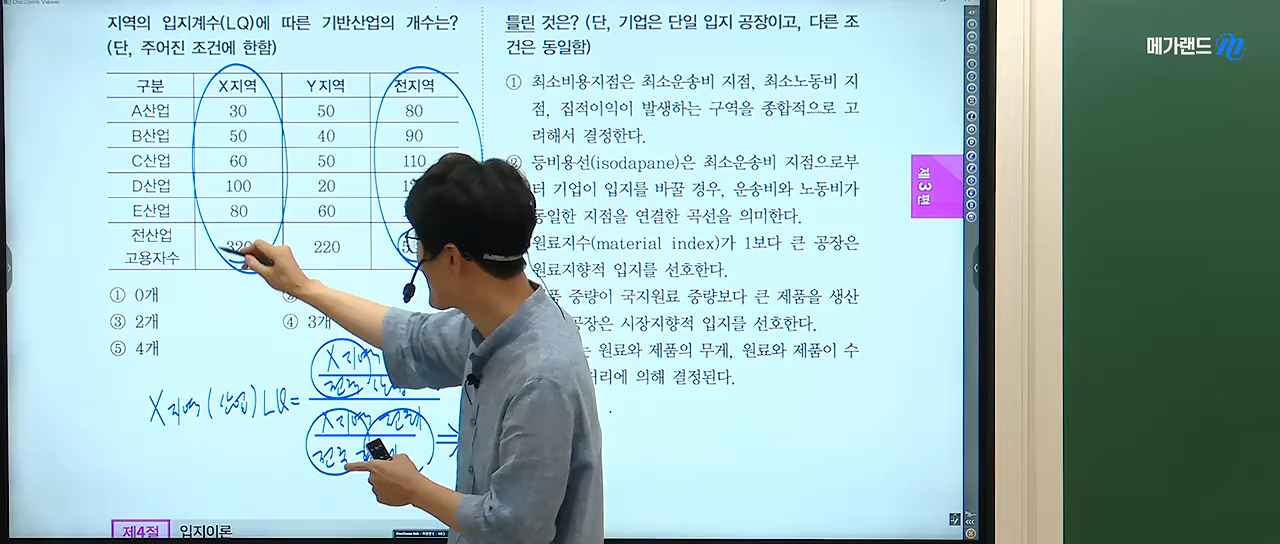 지역의 입지계수(LQ)에 따른 기반산업의 개수는?
(단, 주어진 조건에 한함)
구분 X지역 Y지역 전지역
A산업 30 50 80
B산업 50 40 90
C산업 60 50 110
D산업 100 20
E산업 80 60
전산업
고용자수 320 220
① 0개
③ 2개 ④ 3개
⑤ 4개
X지역(산업)LQ=
X지역
전국
X지역 전체
전국
제4절 입지이론
틀린 것은? (단, 기업은 단일 입지 공장이고, 다른 조
건은 동일함)
① 최소비용지점은 최소운송비 지점, 최소노동비 지
점, 집적이익이 발생하는 구역을 종합적으로 고
려해서 결정한다.
② 등비용선(isodapane)은 최소운송비 지점으로부
터 기업이 입지를 바꿀 경우, 운송비와 노동비가
동일한 지점을 연결한 곡선을 의미한다.
원료지수(material index)가 1보다 큰 공장은
원료지향적 입지를 선호한다.
중량이 국지원료 중량보다 큰 제품을 생산
공장은 시장지향적 입지를 선호한다.
원료와 제품의 무게, 원료와 제품이 수
의해 결정된다.
제3편
메가랜드